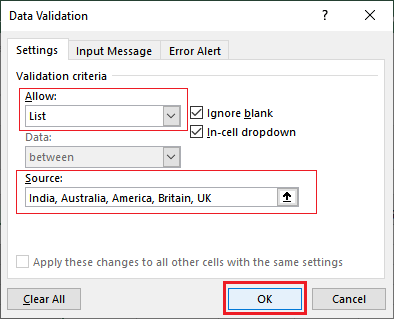 Data Validation ? ×
Settings Input Message Error Alert
Validation criteria
Allow:
List Ignore blank
In-cell dropdown
Data:
between
Source:
India, Australia, America, Britain, UK
Apply these changes to all other cells with the same settings
Clear All OK Cancel